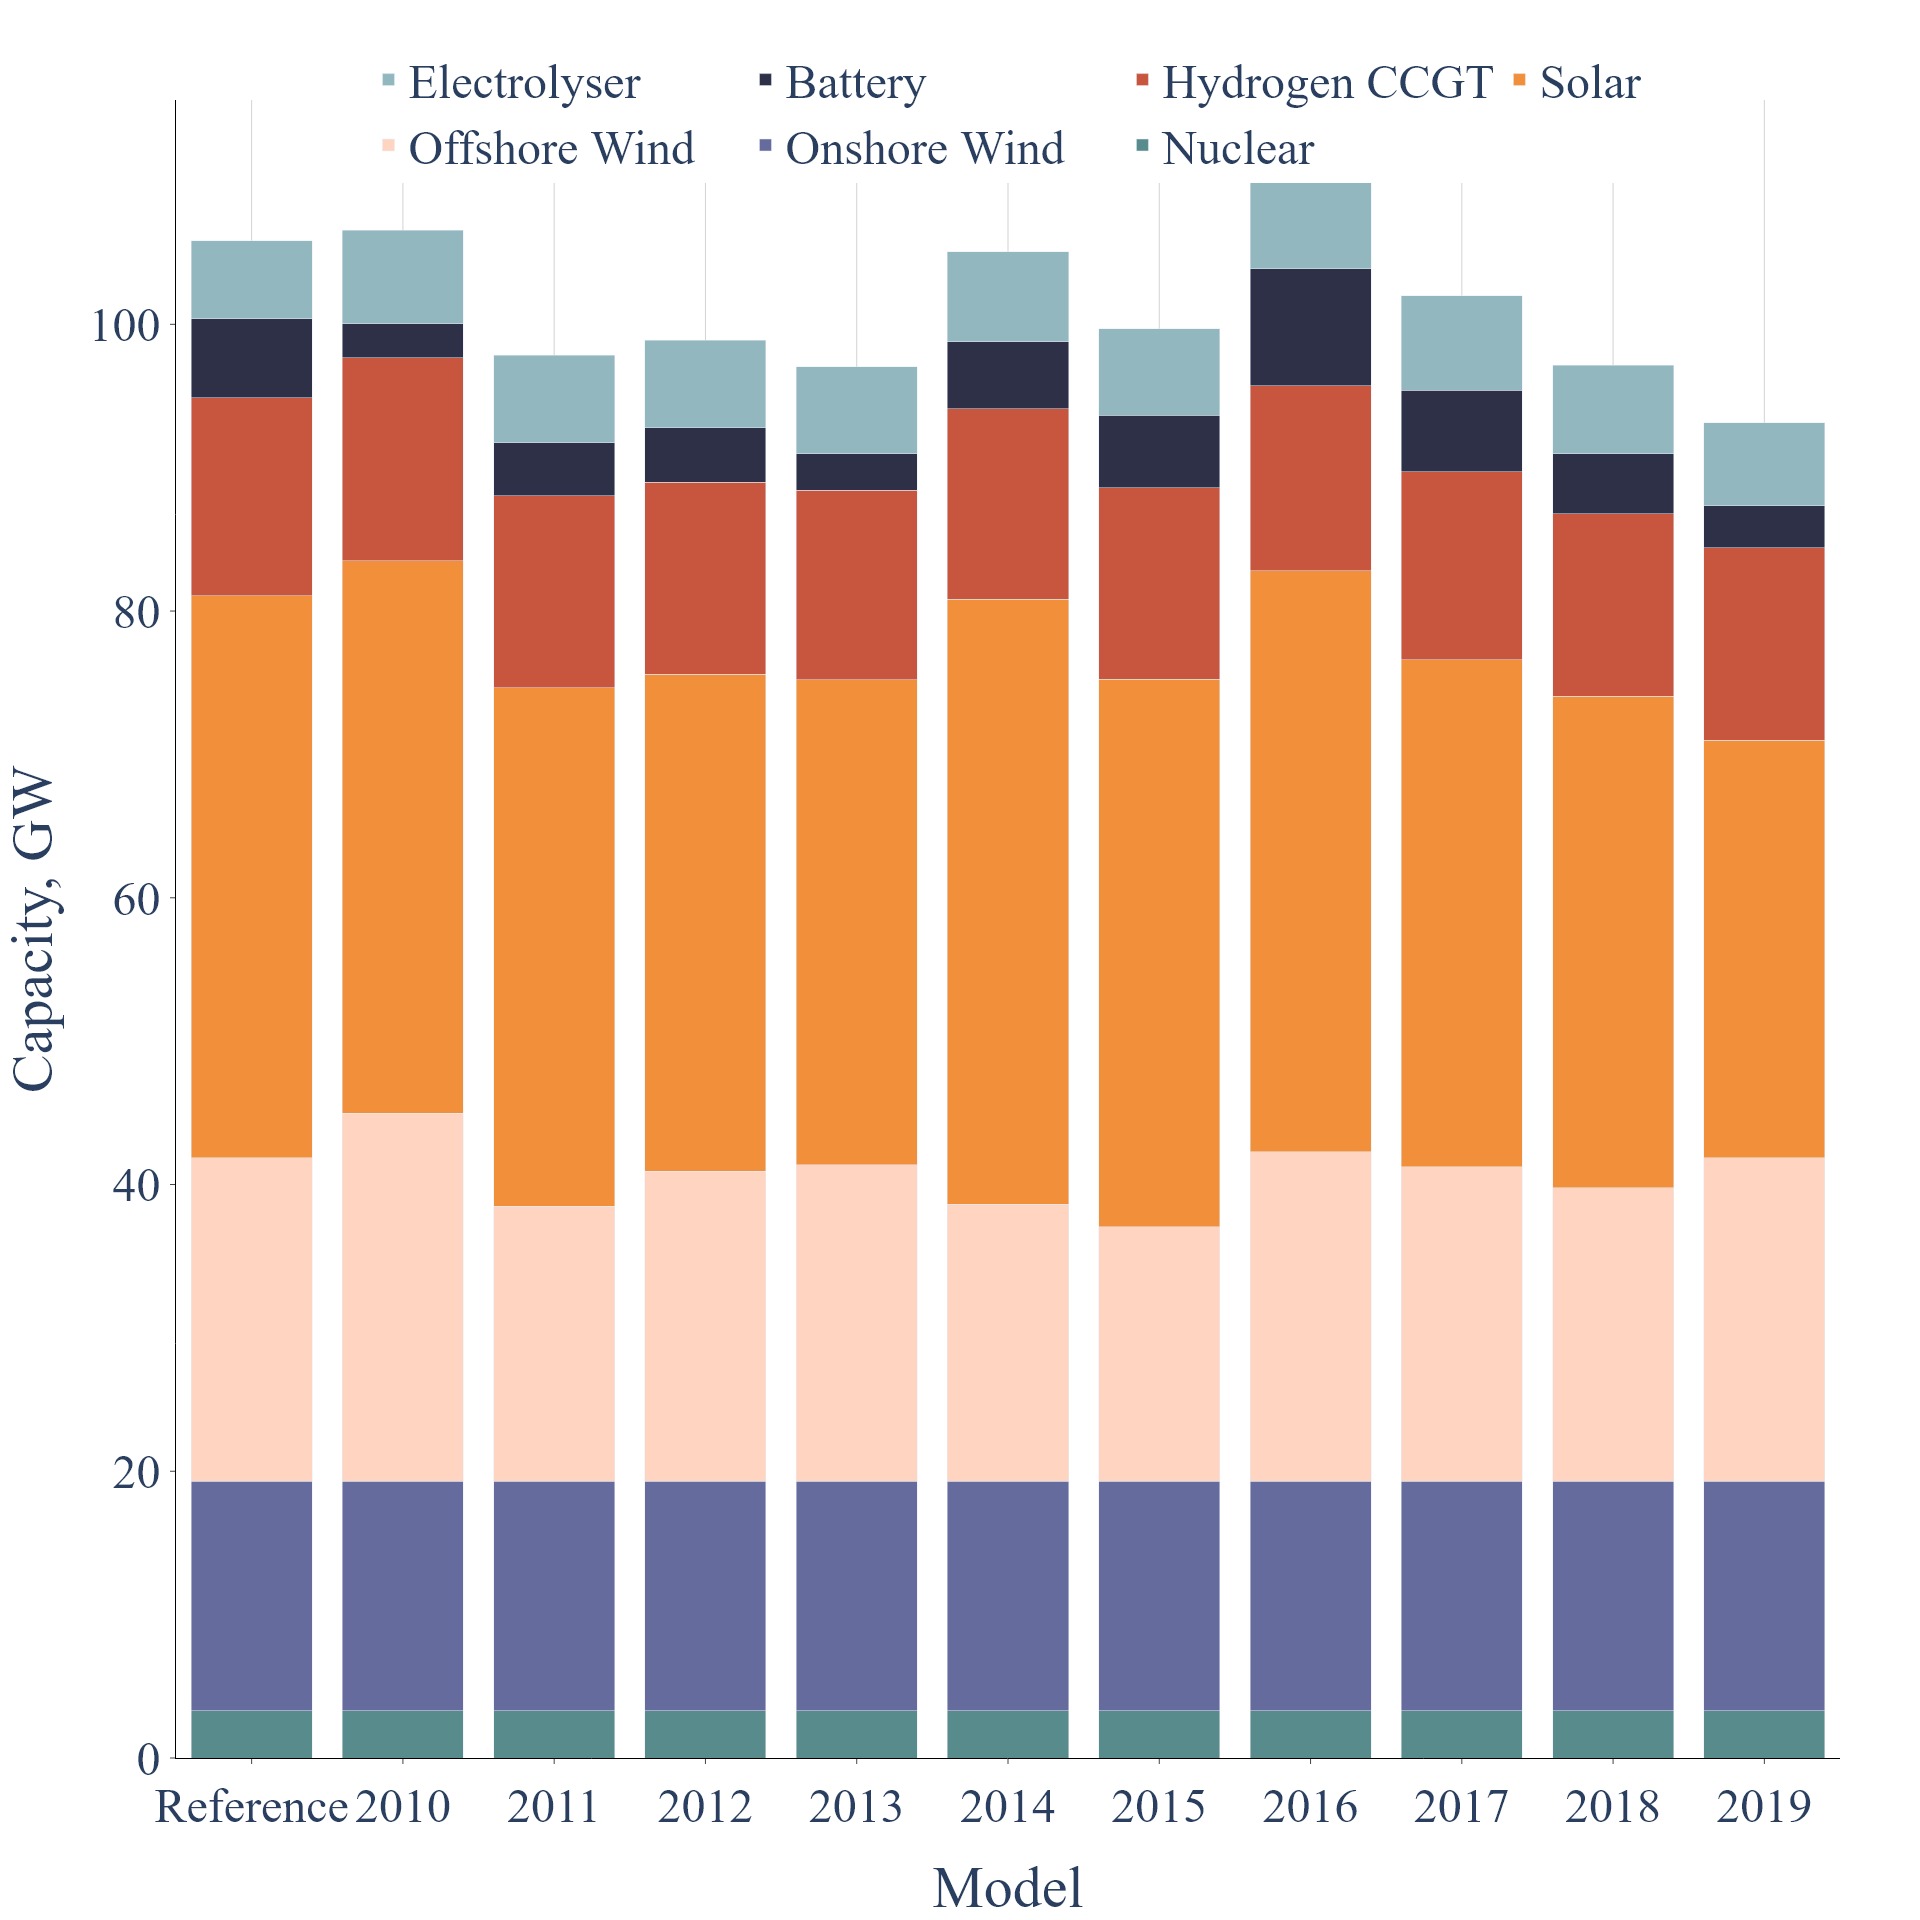 Electrolyser Battery Hydrogen CCGT Solar
Offshore Wind Onshore Wind Nuclear
100
80
60
40
20
0
Capacity, GW
Reference 2010 2011 2012 2013 2014 2015 2016 2017 2018 2019
Model